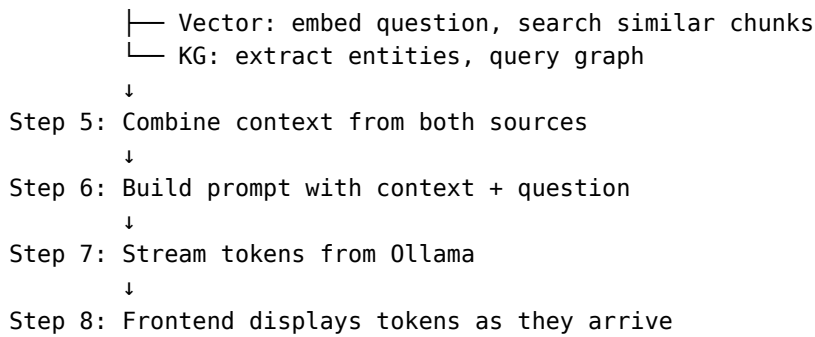 ├── Vector: embed question, search similar chunks
└── KG: extract entities, query graph
↓
Step 5: Combine context from both sources
↓
Step 6: Build prompt with context + question
↓
Step 7: Stream tokens from Ollama
↓
Step 8: Frontend displays tokens as they arrive